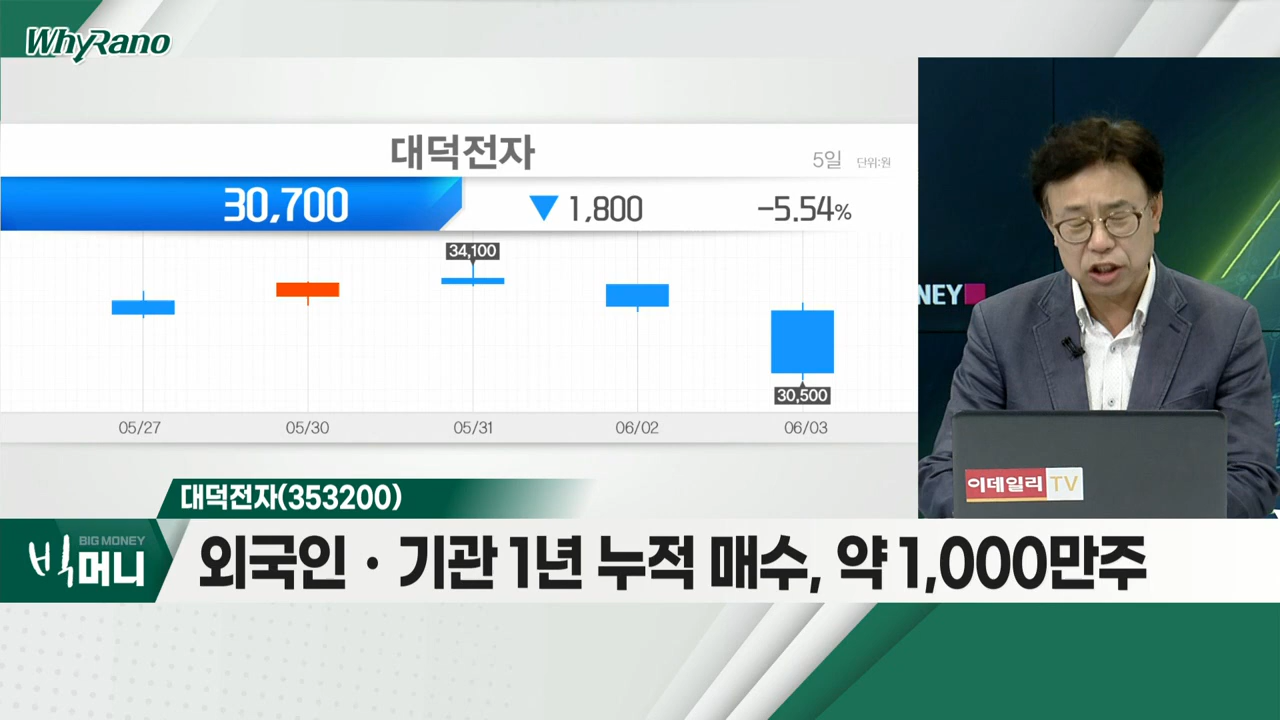 WhyRano
대덕전자
5일 단위:원
30,700 ▼1,800 -5.54%
34,100
30,500
05/27 05/30 05/31 06/02 06/03
NEY
이데일리 TV
대덕전자(353200)
BIG MONEY
빅머니
외국인·기관 1년 누적 매수, 약 1,000만주